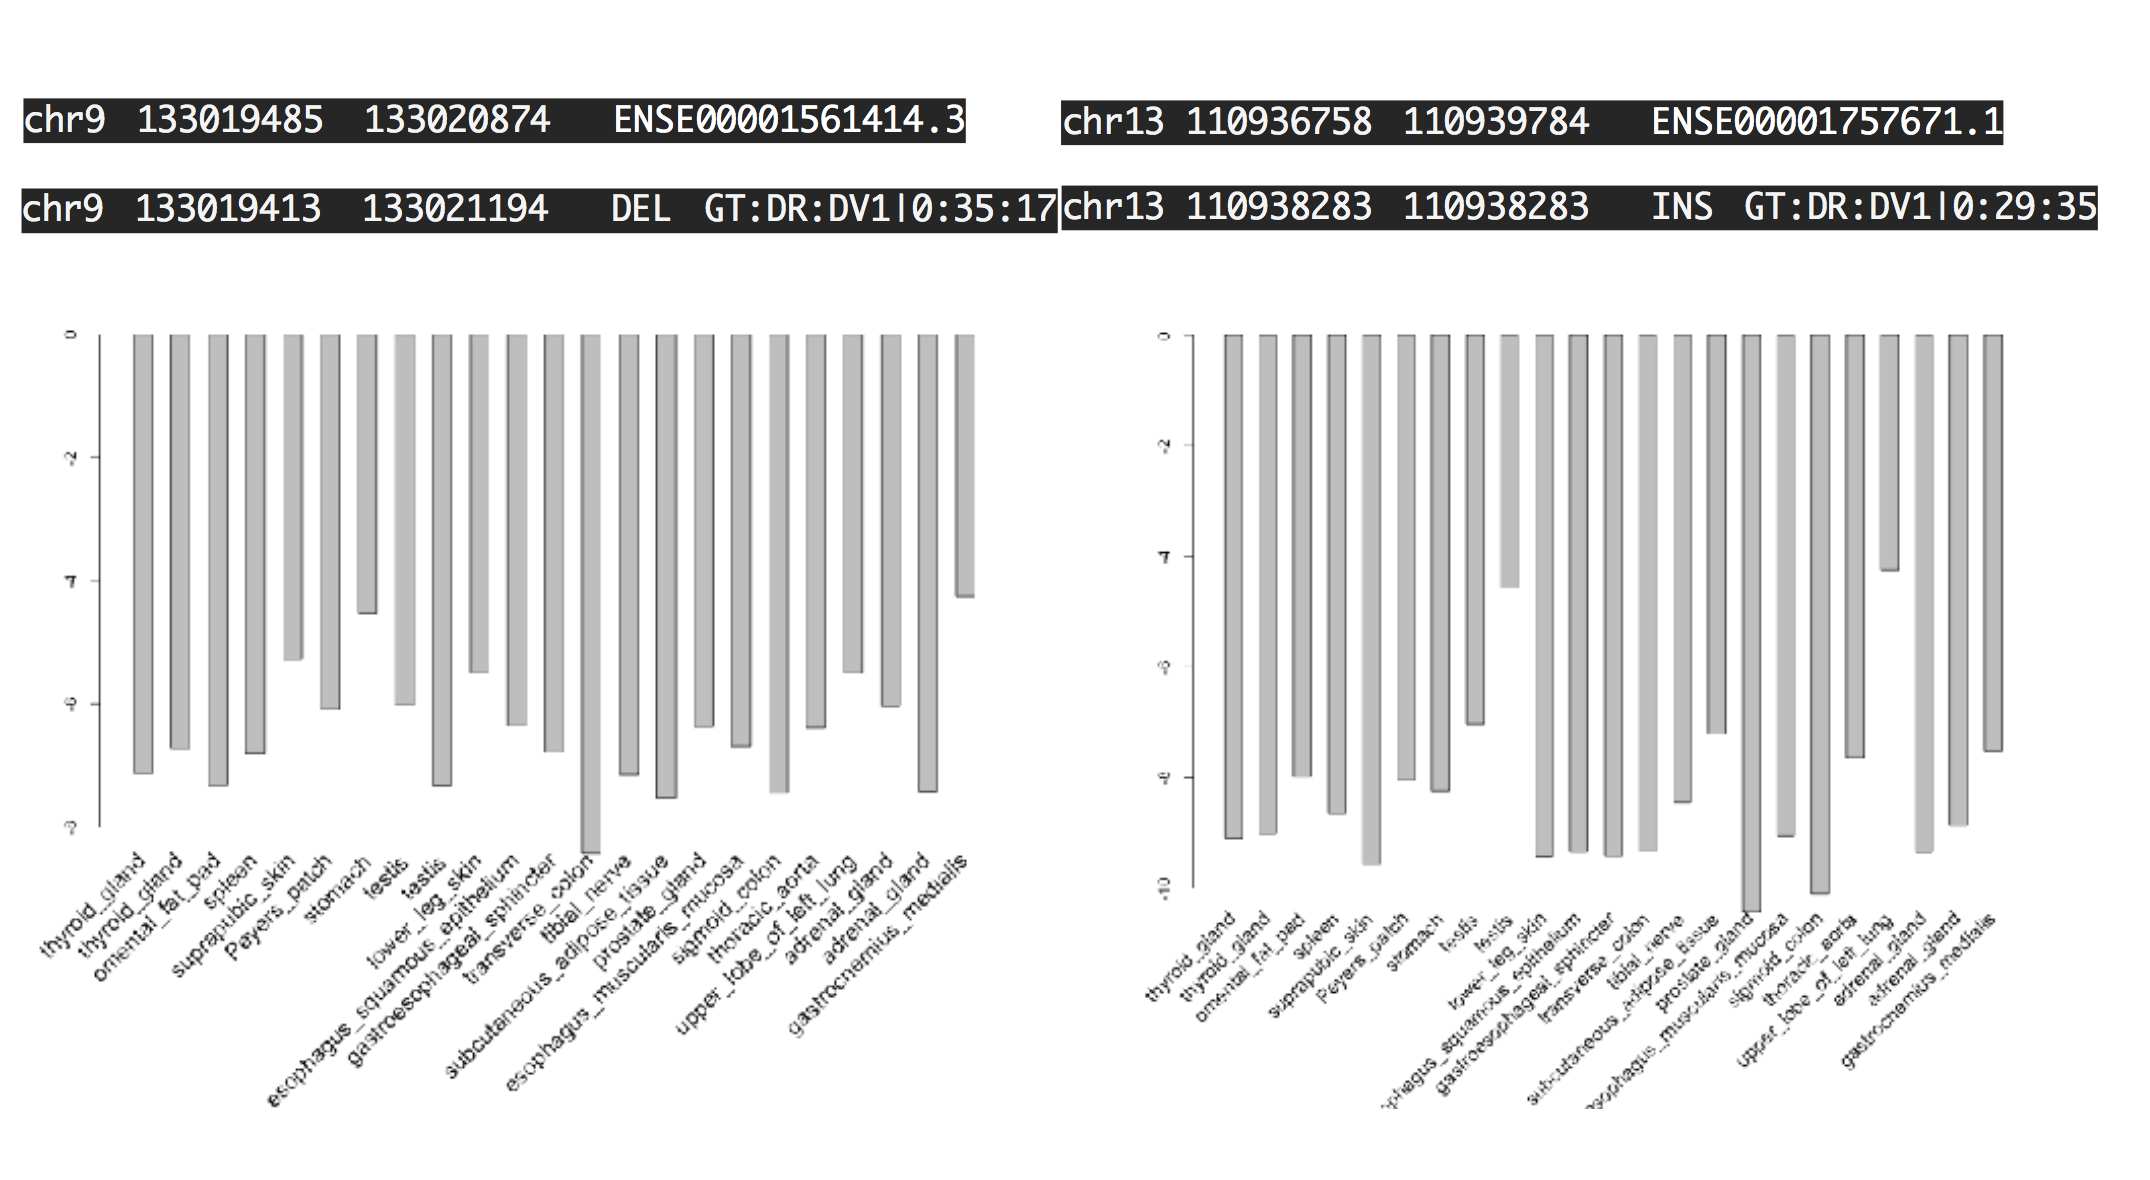 chr9 133019485 133020874 ENSE00001561414.3
chr9 133019413 133021194 DEL GT:DR:DV1|0:35:17
chr13 110936758 110939784 ENSE00001757671.1
chr13 110938283 110938283 INS GT:DR:DV1|0:29:35
0
-2
-4
-6
-8
thyroid_gland
thyroid_gland
omental_fat_pad
spleen
suprapubic_skin
Peyers_patch
stomach
testis
testis
lower_leg_skin
esophagus_squamous_epithelium
gastroesophageal_sphincter
transverse_colon
tibial_nerve
subcutaneous_adipose_tissue
prostate_gland
esophagus_muscularis_mucosa
sigmoid_colon
thoracic_aorta
upper_lobe_of_left_lung
adrenal_gland
adrenal_gland
gastrocnemius_medialis
0
-2
-4
-6
-8
-10
thyroid_gland
thyroid_gland
omental_fat_pad
spleen
suprapubic_skin
Peyers_patch
stomach
testis
testis
lower_leg_skin
ophagus_squamous_epithelium
gastroesophageal_sphincter
transverse_colon
tibial_nerve
subcutaneous_adipose_tissue
prostate_gland
esophagus_muscularis_mucosa
sigmoid_colon
thoracic_aorta
upper_lobe_of_left_lung
adrenal_gland
adrenal_gland
gastrocnemius_medialis